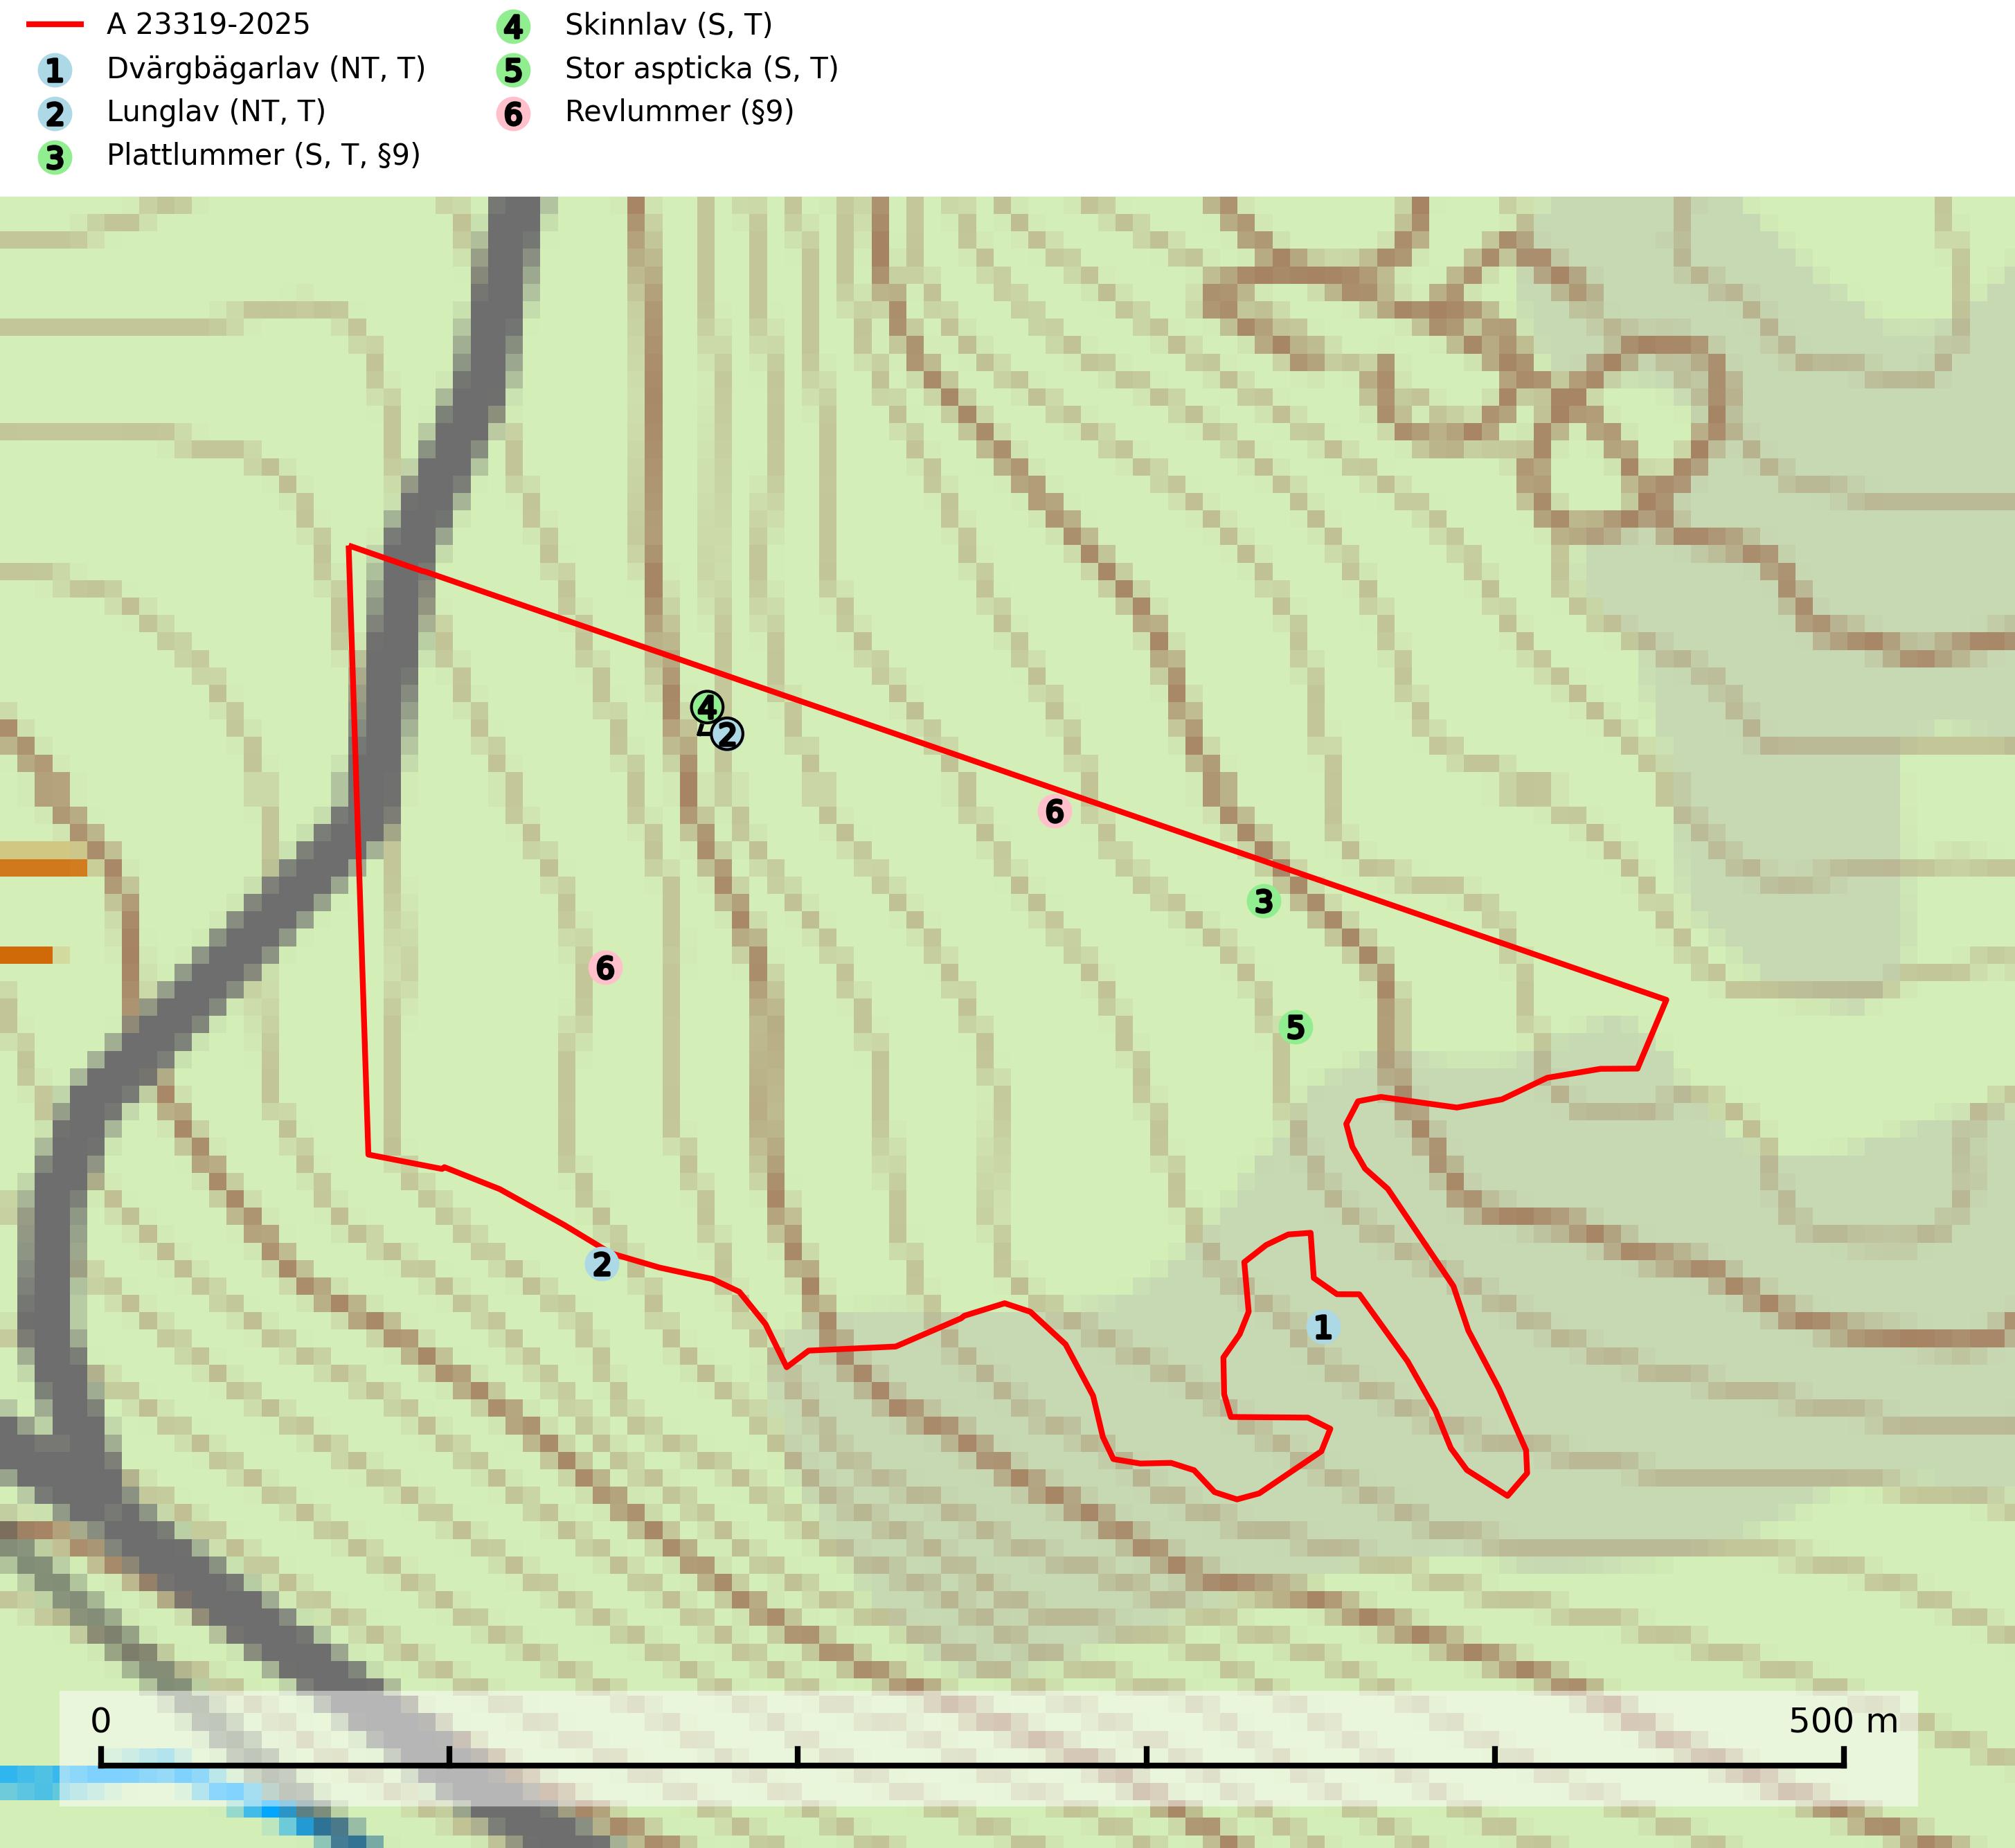 A 23319-2025
1 Dvärgbägarlav (NT, T)
2 Lunglav (NT, T)
3 Plattlummer (S, T, §9)
4 Skinnlav (S, T)
5 Stor aspticka (S, T)
6 Revlummer (§9)
4
2
6
3
6
5
2
1
0
500 m